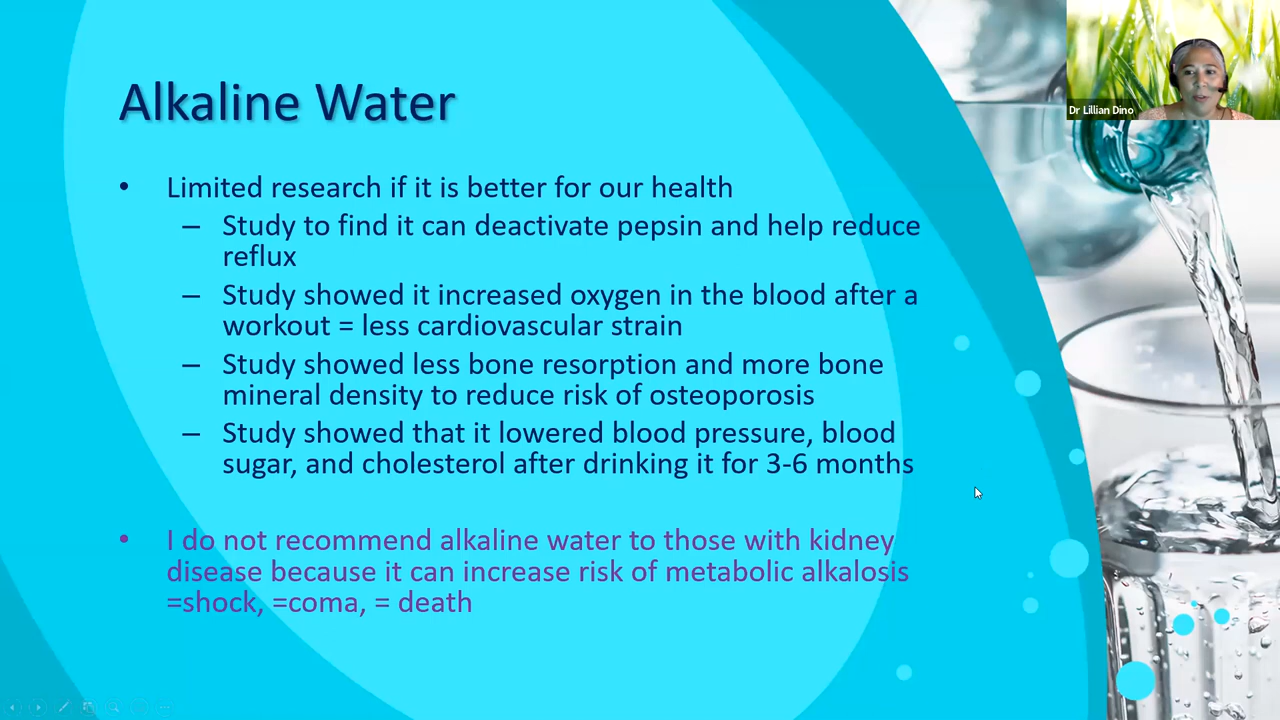 Alkaline Water
Dr Lillian Dino
• Limited research if it is better for our health
– Study to find it can deactivate pepsin and help reduce
reflux
– Study showed it increased oxygen in the blood after a
workout = less cardiovascular strain
– Study showed less bone resorption and more bone
mineral density to reduce risk of osteoporosis
– Study showed that it lowered blood pressure, blood
sugar, and cholesterol after drinking it for 3-6 months
• I do not recommend alkaline water to those with kidney
disease because it can increase risk of metabolic alkalosis
=shock, =coma, = death